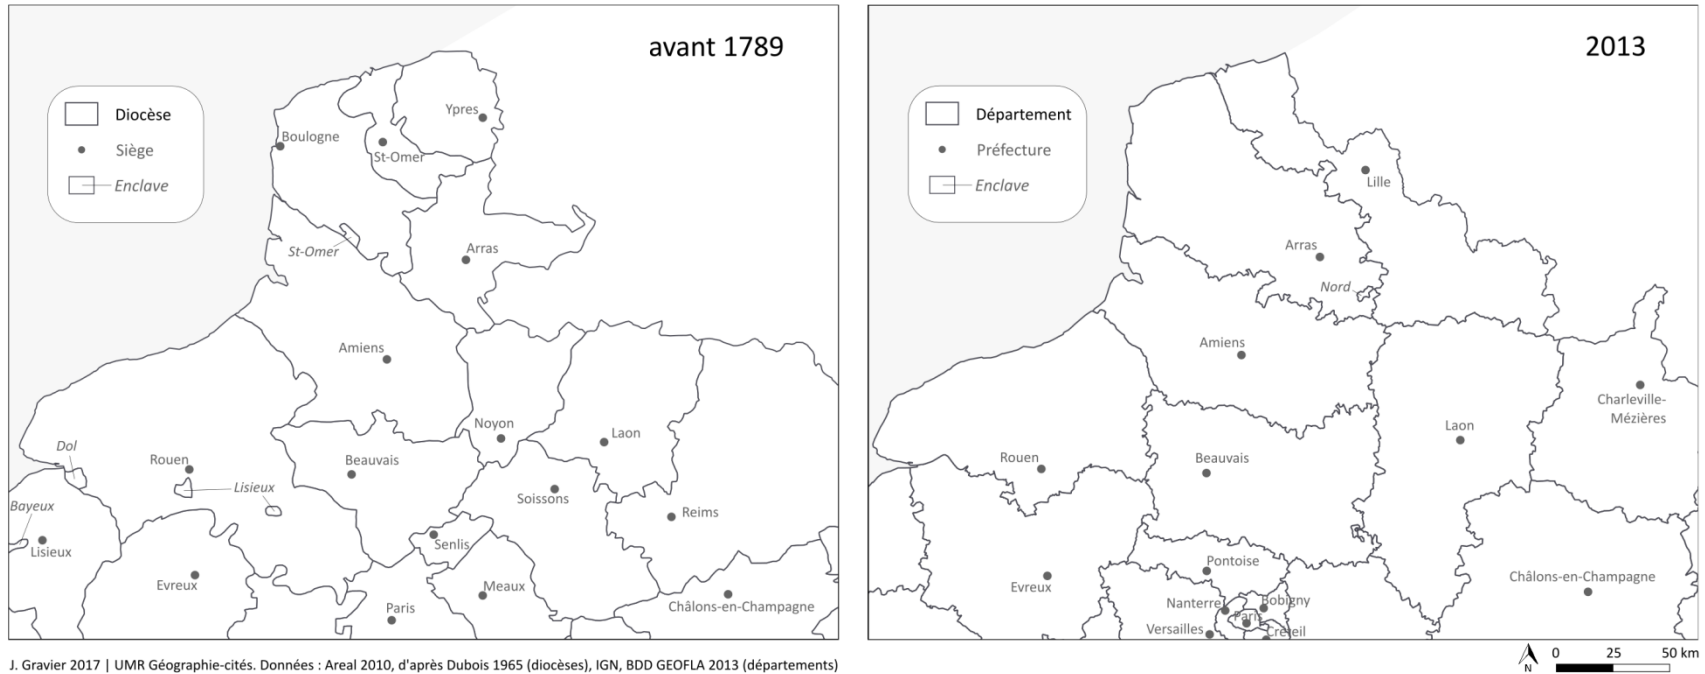 avant 1789
Diocèse
Siège
Enclave
Ypres
Boulogne
St-Omer
St-Omer
Arras
Amiens
Noyon
Laon
Dol
Rouen
Beauvais
Lisieux
Soissons
Bayeux
Reims
Lisieux
Senlis
Evreux
Meaux
Paris
Châlons-en-Champagne
2013
Département
Préfecture
Enclave
Lille
Arras
Nord
Amiens
Charleville-
Mézières
Laon
Rouen
Beauvais
Pontoise
Evreux
Châlons-en-Champagne
Nanterre
Bobigny
Paris
Versailles
Créteil
J. Gravier 2017 | UMR Géographie-cités. Données : Areal 2010, d'après Dubois 1965 (diocèses), IGN, BDD GEOFLA 2013 (départements)
N
0 25 50 km